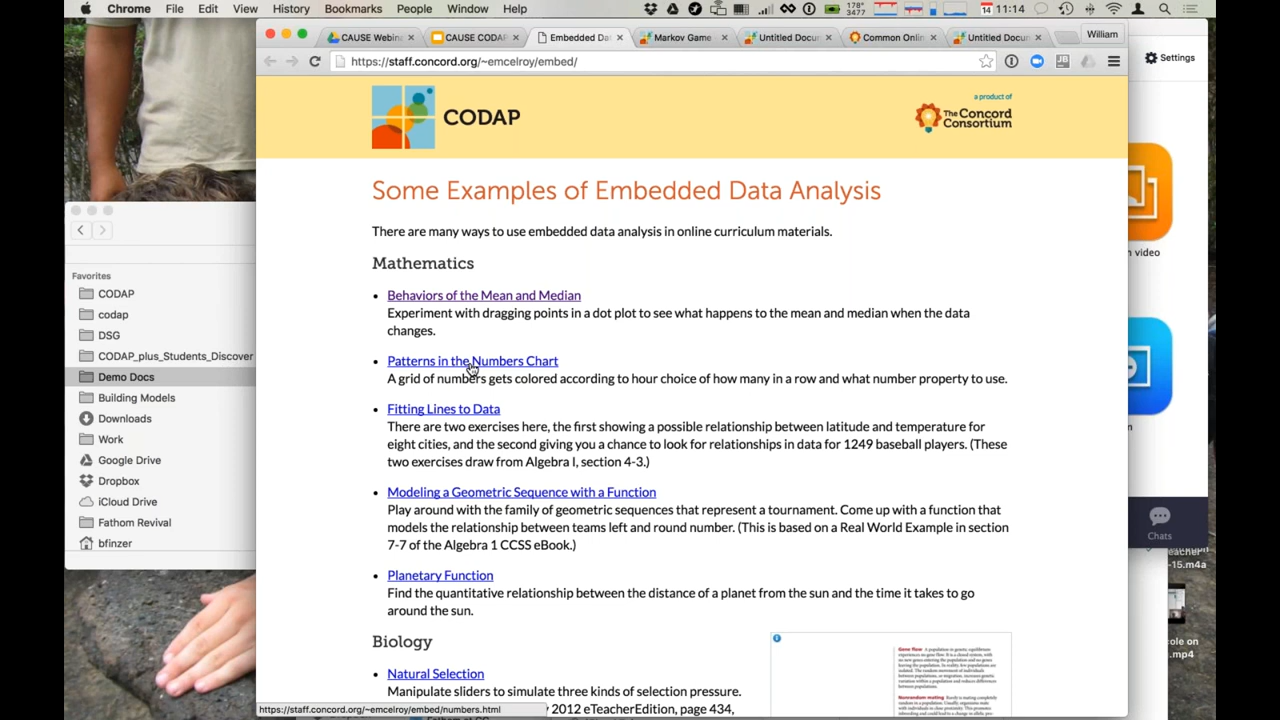 Chrome File Edit View History Bookmarks People Window Help
178° 3477 14 11:14
CAUSE Webina CAUSE CODAP Embedded Da Markov Game Untitled Docun Common Onlin Untitled Docun William
https://staff.concord.org/~emcelroy/embed/
Settings
CODAP
a product of
The Concord
Consortium
Some Examples of Embedded Data Analysis
There are many ways to use embedded data analysis in online curriculum materials.
Mathematics
• Behaviors of the Mean and Median
Experiment with dragging points in a dot plot to see what happens to the mean and median when the data
changes.
• Patterns in the Numbers Chart
A grid of numbers gets colored according to hour choice of how many in a row and what number property to use.
• Fitting Lines to Data
There are two exercises here, the first showing a possible relationship between latitude and temperature for
eight cities, and the second giving you a chance to look for relationships in data for 1249 baseball players. (These
two exercises draw from Algebra I, section 4-3.)
• Modeling a Geometric Sequence with a Function
Play around with the family of geometric sequences that represent a tournament. Come up with a function that
models the relationship between teams left and round number. (This is based on a Real World Example in section
7-7 of the Algebra 1 CCSS eBook.)
• Planetary Function
Find the quantitative relationship between the distance of a planet from the sun and the time it takes to go
around the sun.
Biology
• Natural Selection
Manipulate sliders to simulate three kinds of selection pressure.
y 2012 eTeacherEdition, page 434,
https://staff.concord.org/~emcelroy/embed/numbers.html
Favorites
CODAP
codap
DSG
CODAP_plus_Students_Discover
Demo Docs
Building Models
Downloads
Work
Google Drive
Dropbox
iCloud Drive
Fathom Revival
bfinzer
n video
n
Chats
-15.m4a
cole on
.mp4